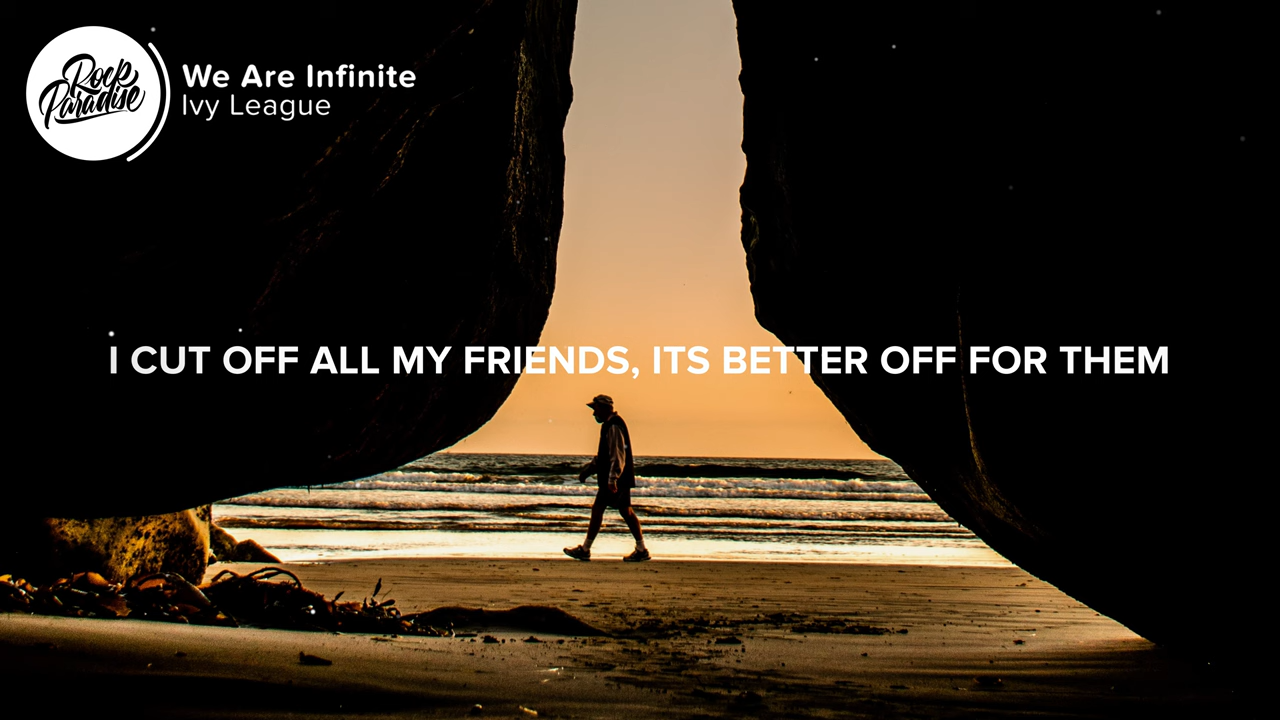 Rock
Paradise
We Are Infinite
Ivy League
I CUT OFF ALL MY FRIENDS, ITS BETTER OFF FOR THEM